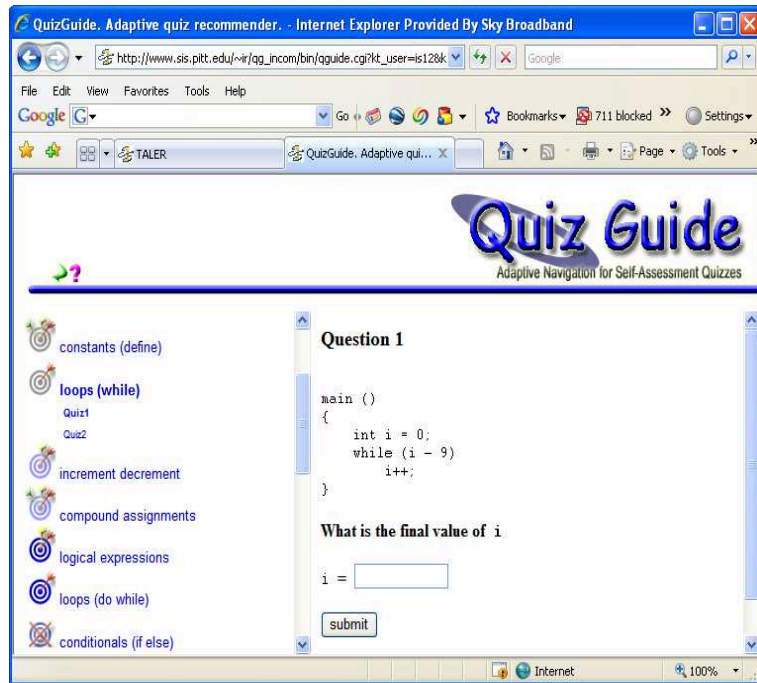 QuizGuide. Adaptive quiz recommender. - Internet Explorer Provided By Sky Broadband
http://www.sis.pitt.edu/~ir/qg_incom/bin/qguide.cgi?kt_user=is128k
Google
File Edit View Favorites Tools Help
Google G Go Bookmarks 711 blocked » Settings
TALER QuizGuide. Adaptive qui... X Page Tools »
Quiz Guide
Adaptive Navigation for Self-Assessment Quizzes
?
constants (define)
loops (while)
Quiz1
Quiz2
increment decrement
compound assignments
logical expressions
loops (do while)
conditionals (if else)
Question 1
main ()
{
int i = 0;
while (i - 9)
i++;
}
What is the final value of i
i =
submit
Internet 100%